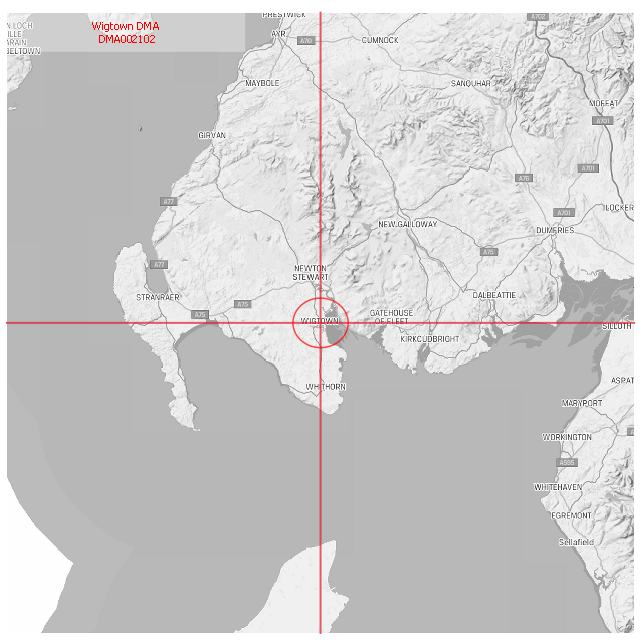 PRESTWICK
Wigtown DMA
DMA002102
N LOCH
ILLE
ARAIN
BELTOWN
A702
AYR
A70
CUMNOCK
MAYBOLE
SANQUHAR
MOFFAT
A701
GIRVAN
A701
A76
A77
LOCKER
A701
NEW GALLOWAY
DUMFRIES
A75
A77
NEWTON
STEWART
STRANRAER
DALBEATTIE
A75
A75
GATEHOUSE
OF FLEET
WIGTOWN
SILLOTH
KIRKCUDBRIGHT
ASPAT
WHITHORN
MARYPORT
WORKINGTON
A595
WHITEHAVEN
EGREMONT
Sellafield